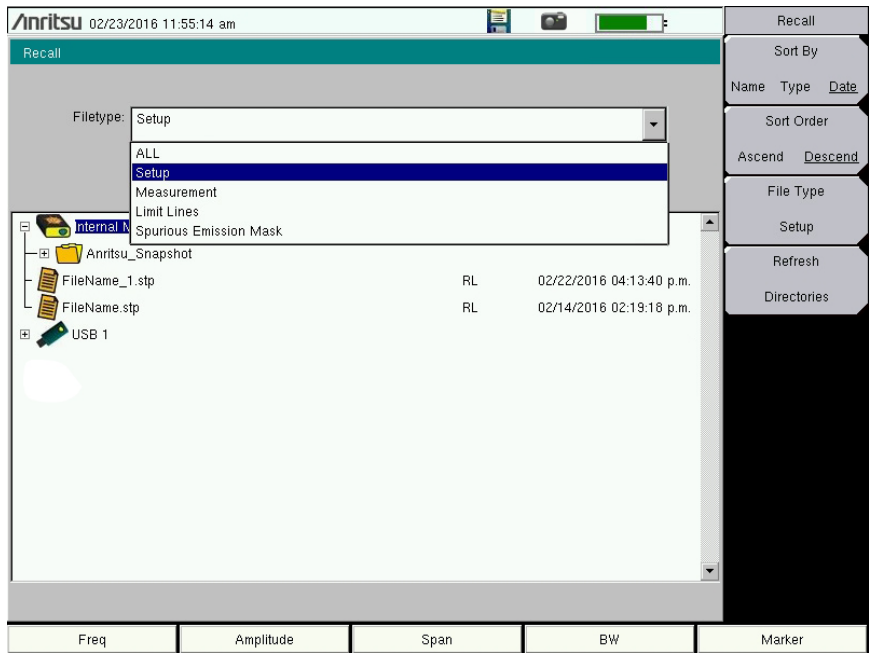 Anritsu 02/23/2016 11:55:14 am
Recall
Filetype: Setup
ALL
Setup
Measurement
Limit Lines
Spurious Emission Mask
Internal
Anritsu_Snapshot
FileName_1.stp RL 02/22/2016 04:13:40 p.m.
FileName.stp RL 02/14/2016 02:19:18 p.m.
USB 1
Recall
Sort By
Name Type Date
Sort Order
Ascend Descend
File Type
Setup
Refresh
Directories
Freq Amplitude Span BW Marker